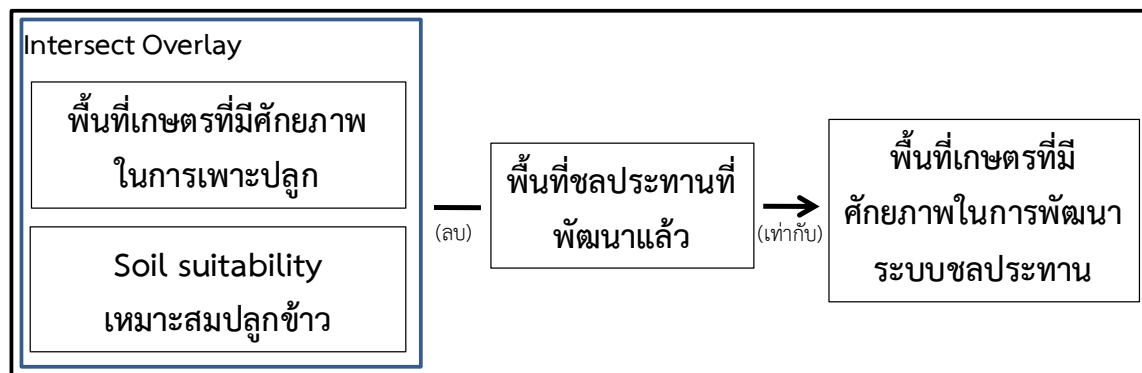 Intersect Overlay
พื้นที่เกษตรที่มีศักยภาพ
ในการเพาะปลูก
Soil suitability
เหมาะสมปลูกข้าว
(ลบ)
พื้นที่ชลประทานที่
พัฒนาแล้ว
(เท่ากับ)
พื้นที่เกษตรที่มี
ศักยภาพในการพัฒนา
ระบบชลประทาน